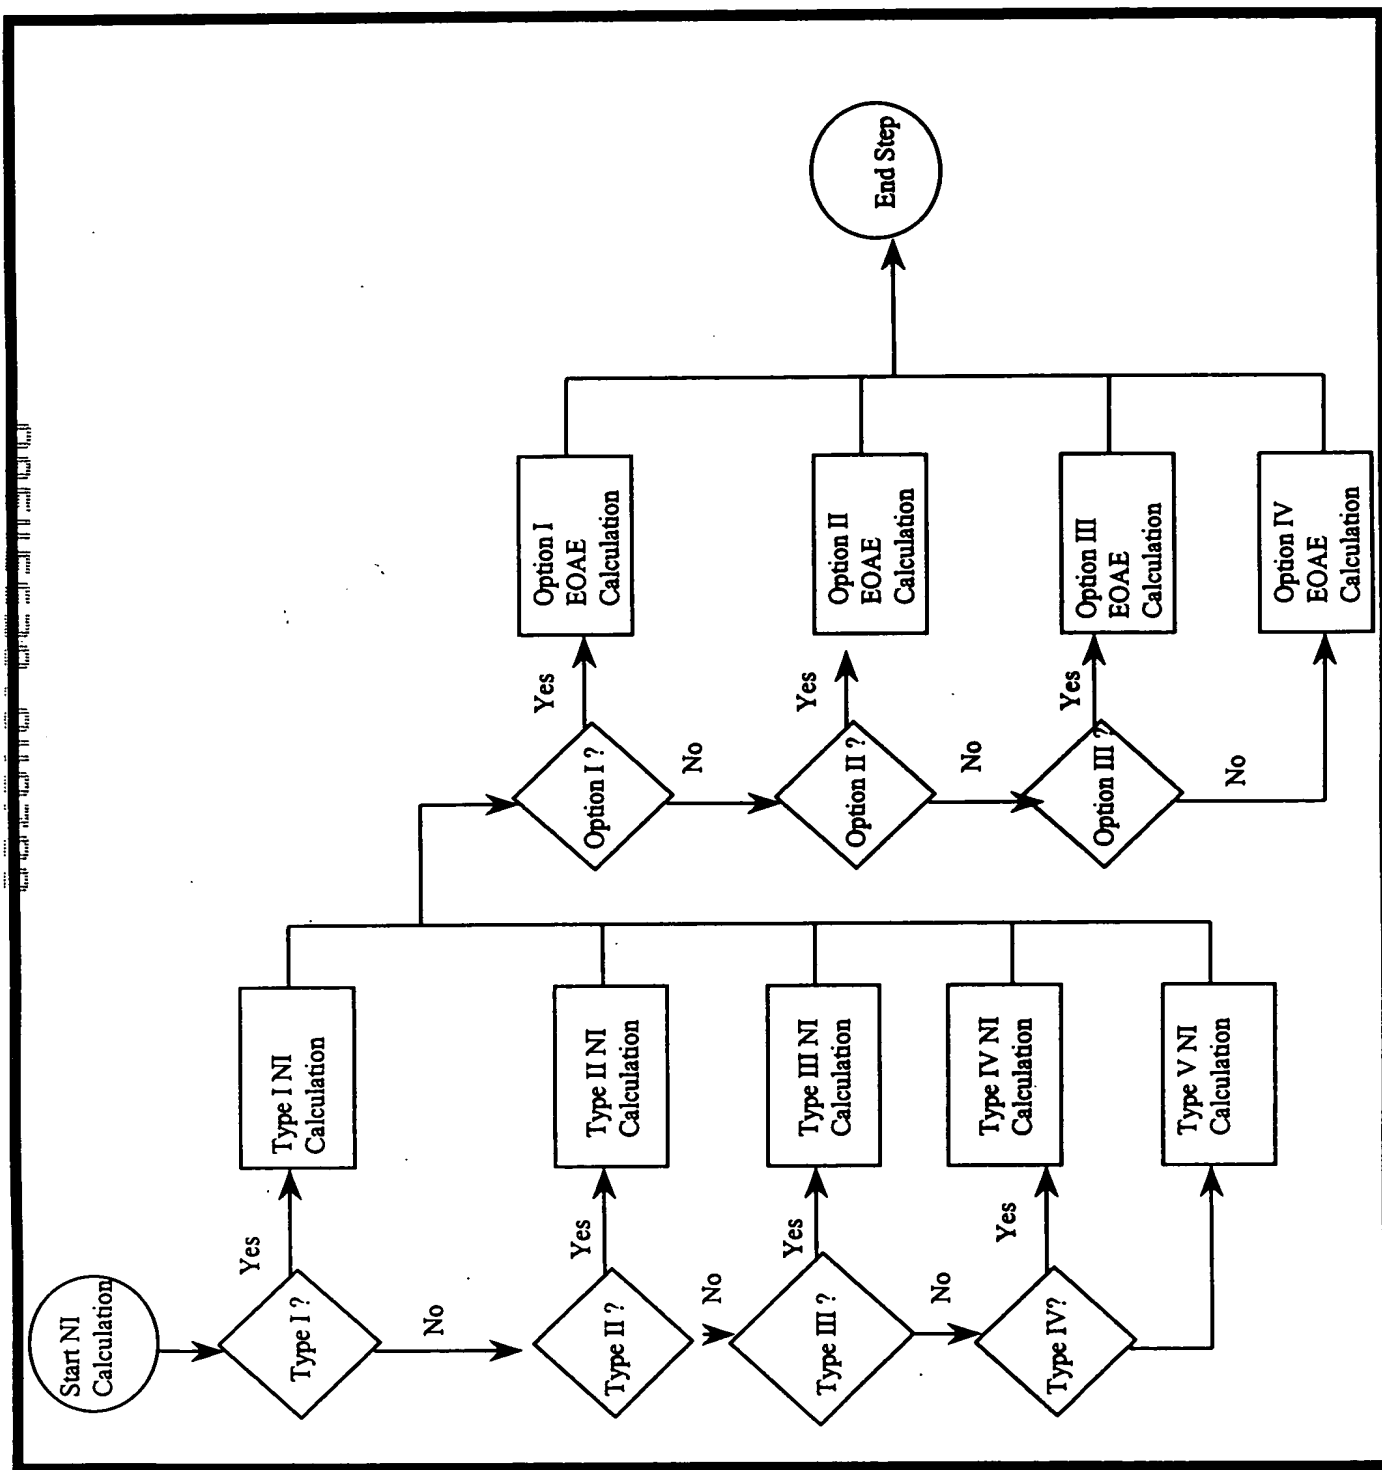 Start NI
Calculation
Type I ?
Yes
Type I NI
Calculation
No
Type II ?
Yes
Type II NI
Calculation
No
Type III ?
Yes
Type III NI
Calculation
No
Type IV?
Yes
Type IV NI
Calculation
Type V NI
Calculation
Option I ?
Yes
Option I
EOAE
Calculation
No
Option II ?
Yes
Option II
EOAE
Calculation
No
Option III ?
Yes
Option III
EOAE
Calculation
No
Option IV
EOAE
Calculation
End Step